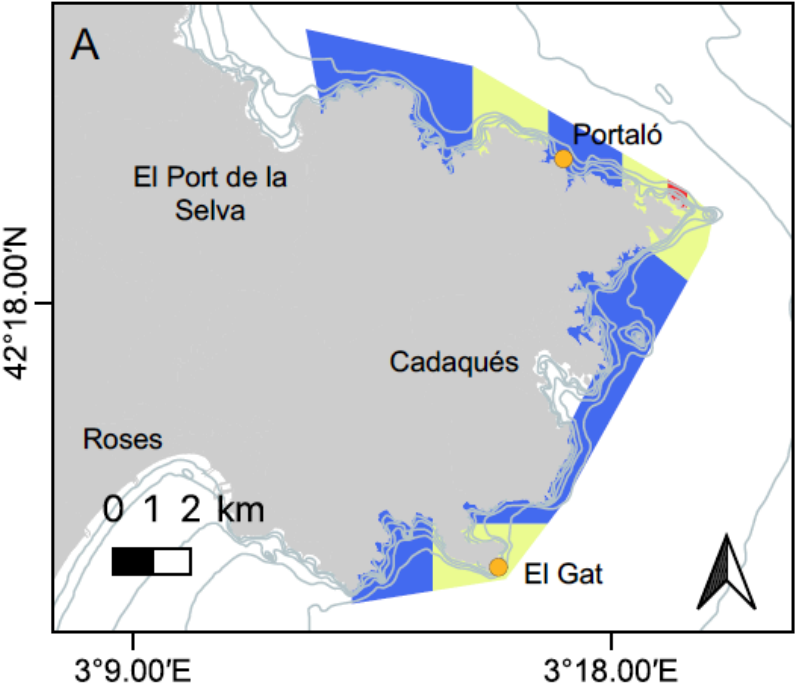 A
Portaló
El Port de la
Selva
42°18.00′N
Cadaqués
Roses
0 1 2 km
El Gat
3°9.00′E
3°18.00′E